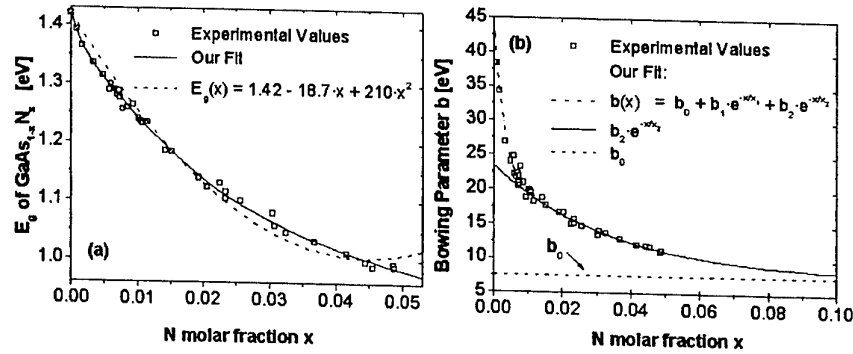 (a)
Experimental Values
Our Fit
E_g(x) = 1.42 - 18.7·x + 210·x²
E_g of GaAs_{1-x}N_x [eV]
1.4
1.3
1.2
1.1
1.0
0.00 0.01 0.02 0.03 0.04 0.05
N molar fraction x
(b)
Experimental Values
Our Fit:
b(x) = b_0 + b_1·e^{-x/x_1} + b_2·e^{-x/x_2}
b_2·e^{-x/x_2}
b_0
b_0
Bowing Parameter b [eV]
45
40
35
30
25
20
15
10
5
0.00 0.02 0.04 0.06 0.08 0.10
N molar fraction x